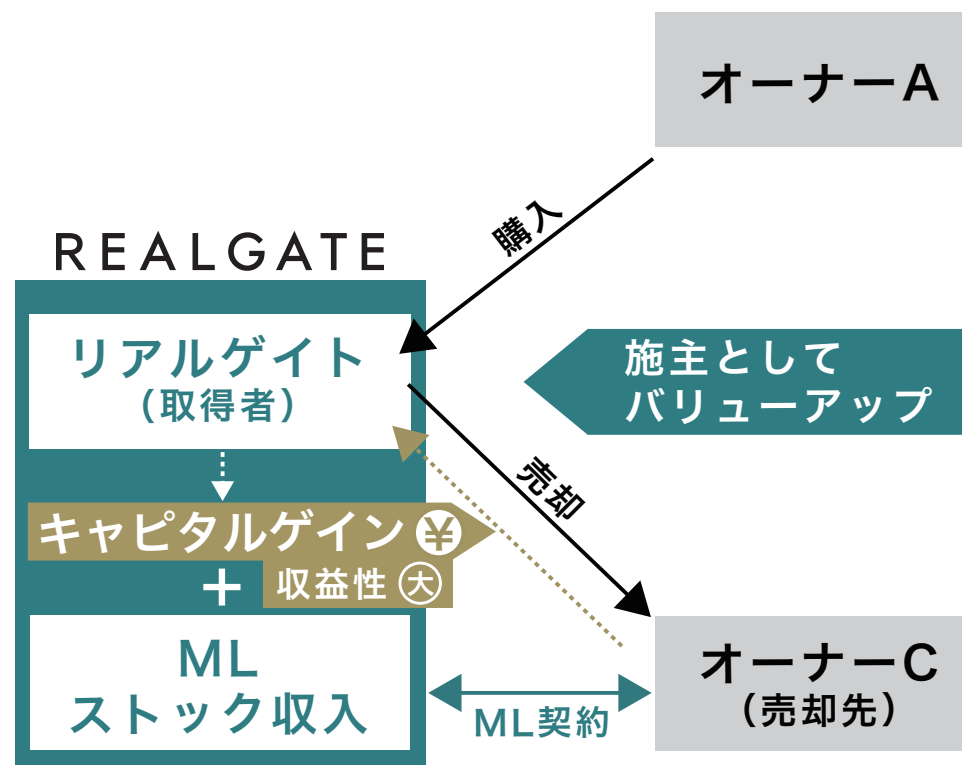 オーナーA
購入
REALGATE
リアルゲイト
（取得者）
施主として
バリューアップ
売却
キャピタルゲイン ¥
+
収益性 大
ML
ストック収入
ML契約
オーナーC
（売却先）